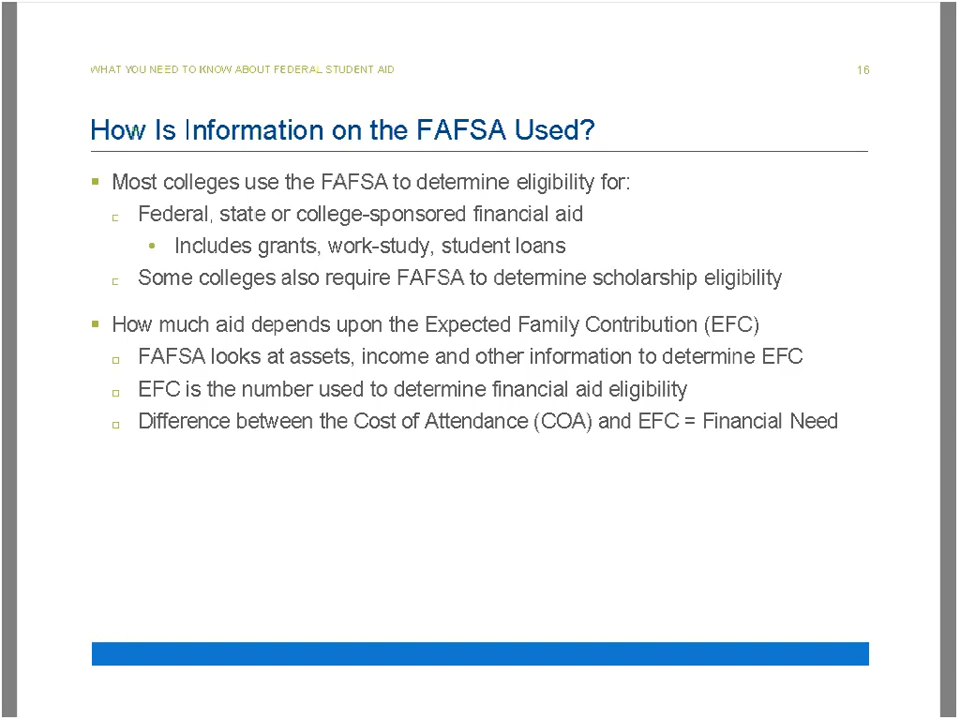 WHAT YOU NEED TO KNOW ABOUT FEDERAL STUDENT AID 16
How Is Information on the FAFSA Used?
▪ Most colleges use the FAFSA to determine eligibility for:
□ Federal, state or college-sponsored financial aid
• Includes grants, work-study, student loans
□ Some colleges also require FAFSA to determine scholarship eligibility
▪ How much aid depends upon the Expected Family Contribution (EFC)
□ FAFSA looks at assets, income and other information to determine EFC
□ EFC is the number used to determine financial aid eligibility
□ Difference between the Cost of Attendance (COA) and EFC = Financial Need